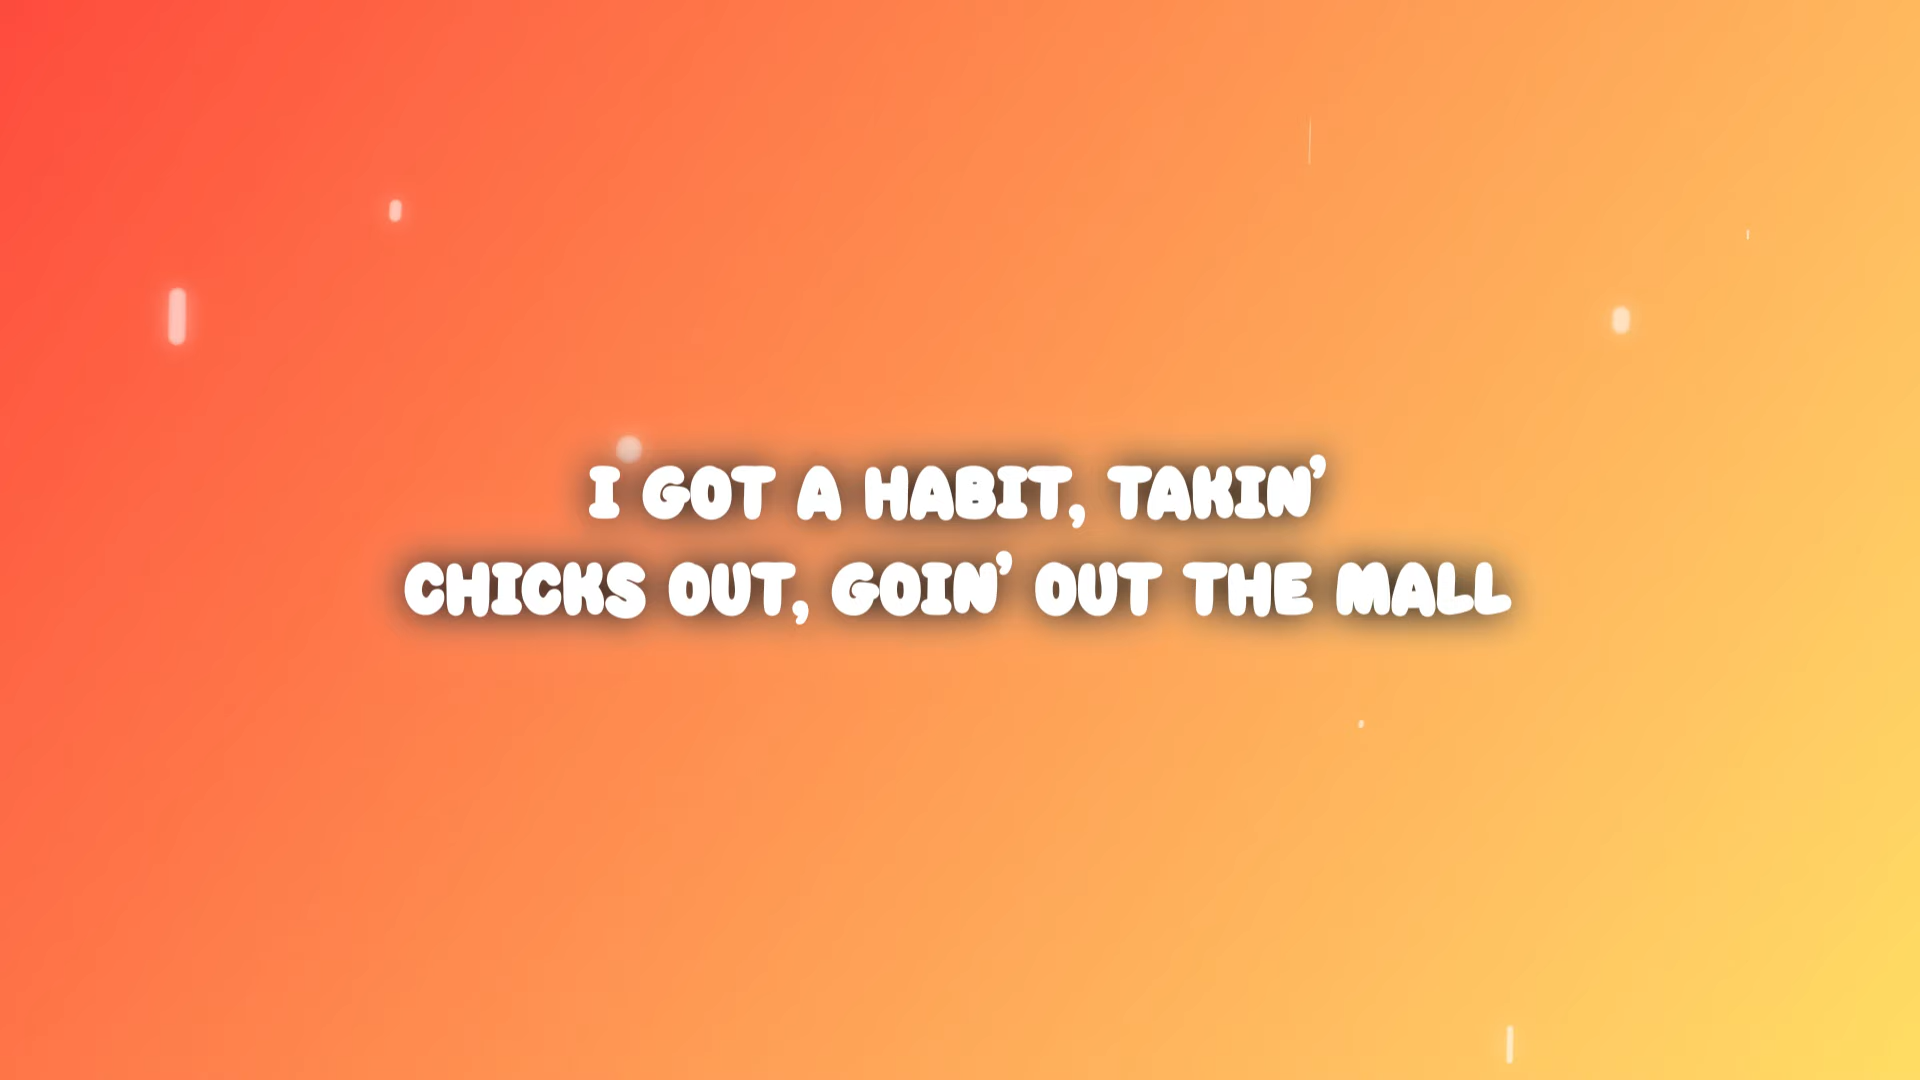 I GOT A HABIT, TAKIN’
CHICKS OUT, GOIN’ OUT THE MALL